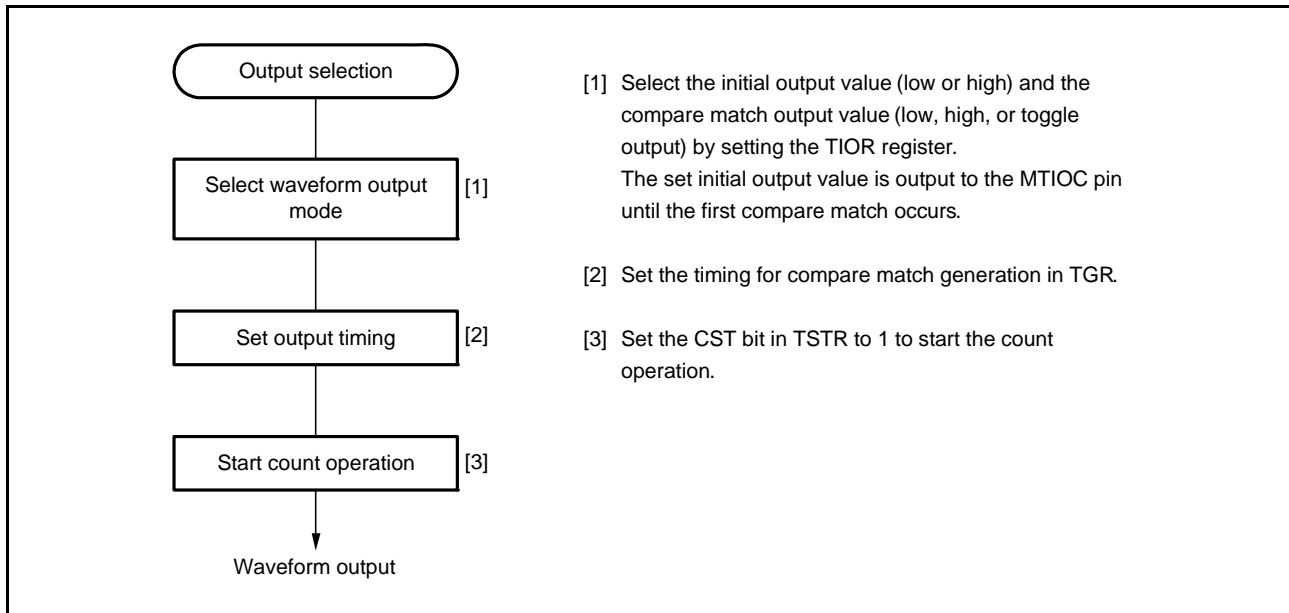 Output selection
Select waveform output
mode
[1]
Set output timing
[2]
Start count operation
[3]
Waveform output
[1] Select the initial output value (low or high) and the
compare match output value (low, high, or toggle
output) by setting the TIOR register.
The set initial output value is output to the MTIOC pin
until the first compare match occurs.
[2] Set the timing for compare match generation in TGR.
[3] Set the CST bit in TSTR to 1 to start the count
operation.